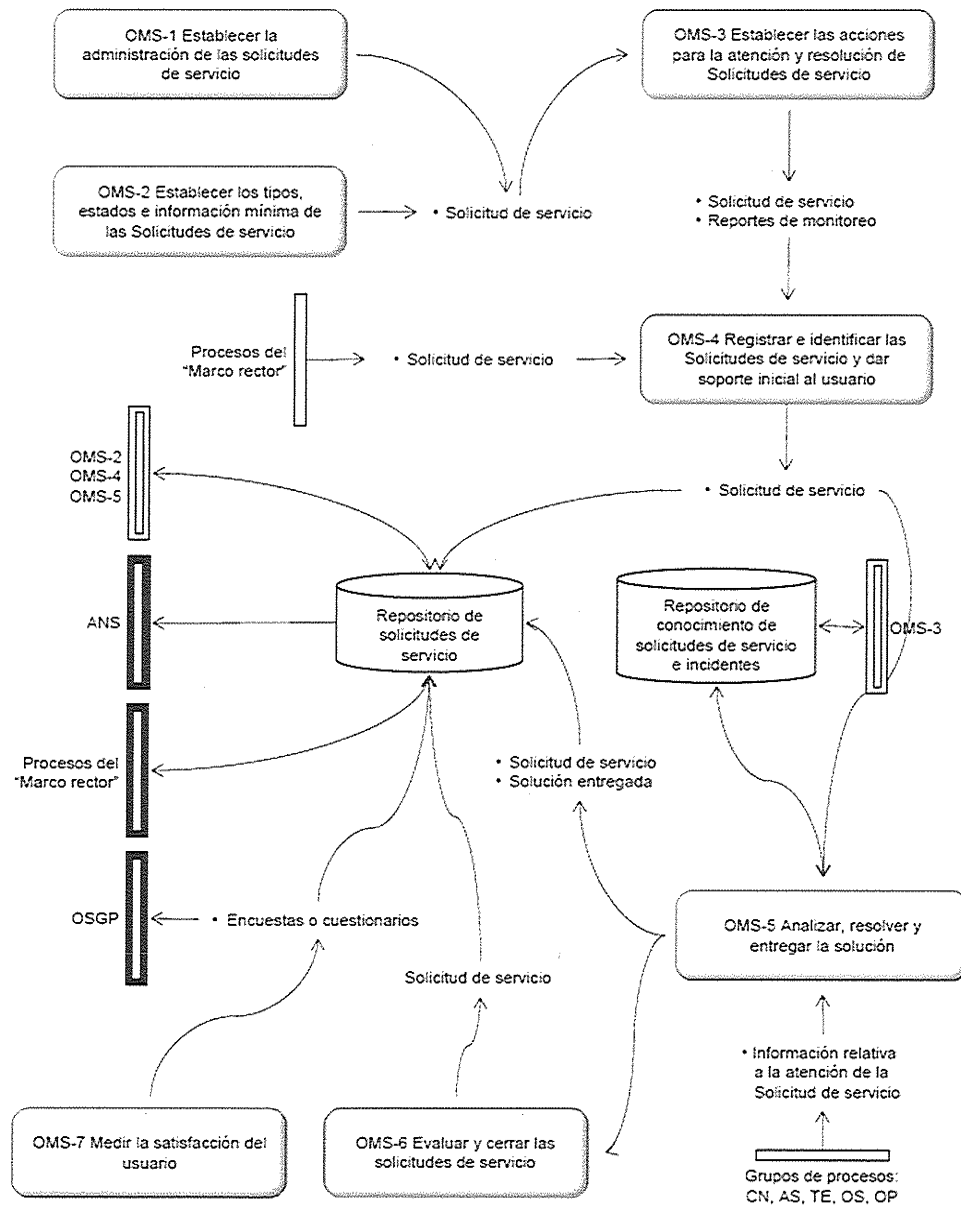 OMS-1 Establecer la
administración de las solicitudes
de servicio
OMS-3 Establecer las acciones
para la atención y resolución de
Solicitudes de servicio
OMS-2 Establecer los tipos,
estados e información mínima de
las Solicitudes de servicio
• Solicitud de servicio
• Solicitud de servicio
• Reportes de monitoreo
Procesos del
"Marco rector"
• Solicitud de servicio
OMS-4 Registrar e identificar las
Solicitudes de servicio y dar
soporte inicial al usuario
OMS-2
OMS-4
OMS-5
• Solicitud de servicio
ANS
Repositorio de
solicitudes de
servicio
Repositorio de
conocimiento de
solicitudes de servicio
e incidentes
OMS-3
Procesos del
"Marco rector"
• Solicitud de servicio
• Solución entregada
OSGP
• Encuestas o cuestionarios
OMS-5 Analizar, resolver y
entregar la solución
Solicitud de servicio
• Información relativa
a la atención de la
Solicitud de servicio
OMS-7 Medir la satisfacción del
usuario
OMS-6 Evaluar y cerrar las
solicitudes de servicio
Grupos de procesos:
CN, AS, TE, OS, OP